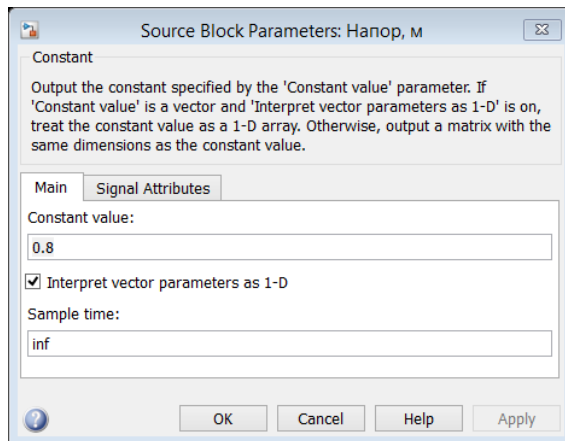 Source Block Parameters: Напор, м
Constant
Output the constant specified by the 'Constant value' parameter. If
'Constant value' is a vector and 'Interpret vector parameters as 1-D' is on,
treat the constant value as a 1-D array. Otherwise, output a matrix with the
same dimensions as the constant value.
Main Signal Attributes
Constant value:
0.8
Interpret vector parameters as 1-D
Sample time:
inf
OK Cancel Help Apply